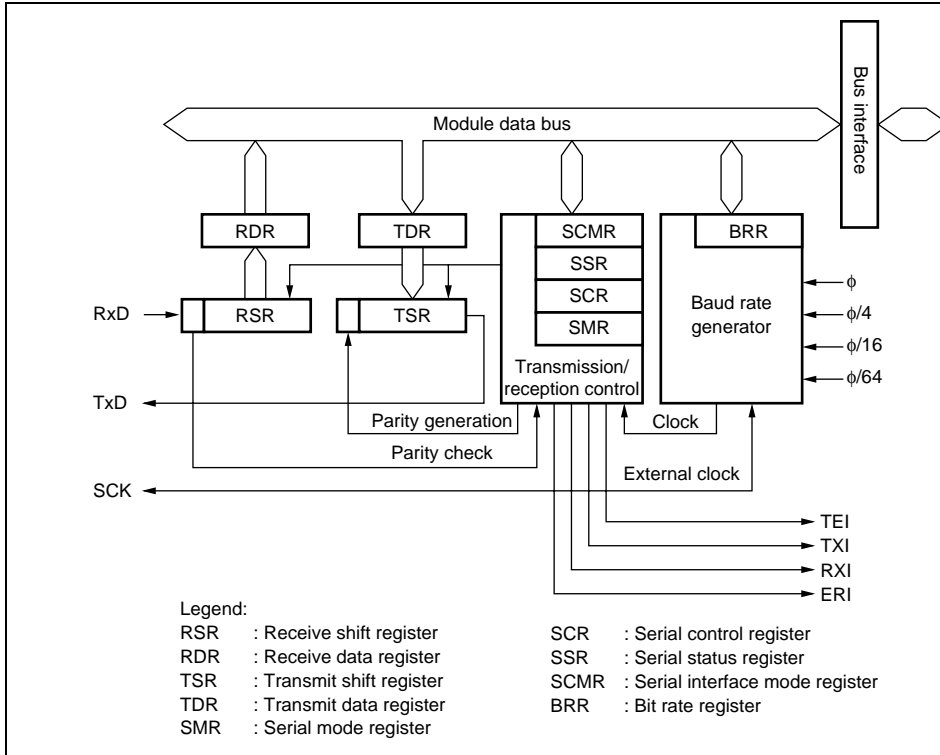 Bus interface
Module data bus
RDR
TDR
SCMR
BRR
SSR
SCR
SMR
RxD
RSR
TSR
Baud rate
generator
ϕ
ϕ/4
ϕ/16
ϕ/64
Transmission/
reception control
TxD
Parity generation
Clock
Parity check
External clock
SCK
TEI
TXI
RXI
ERI
Legend:
RSR : Receive shift register
RDR : Receive data register
TSR : Transmit shift register
TDR : Transmit data register
SMR : Serial mode register
SCR : Serial control register
SSR : Serial status register
SCMR : Serial interface mode register
BRR : Bit rate register